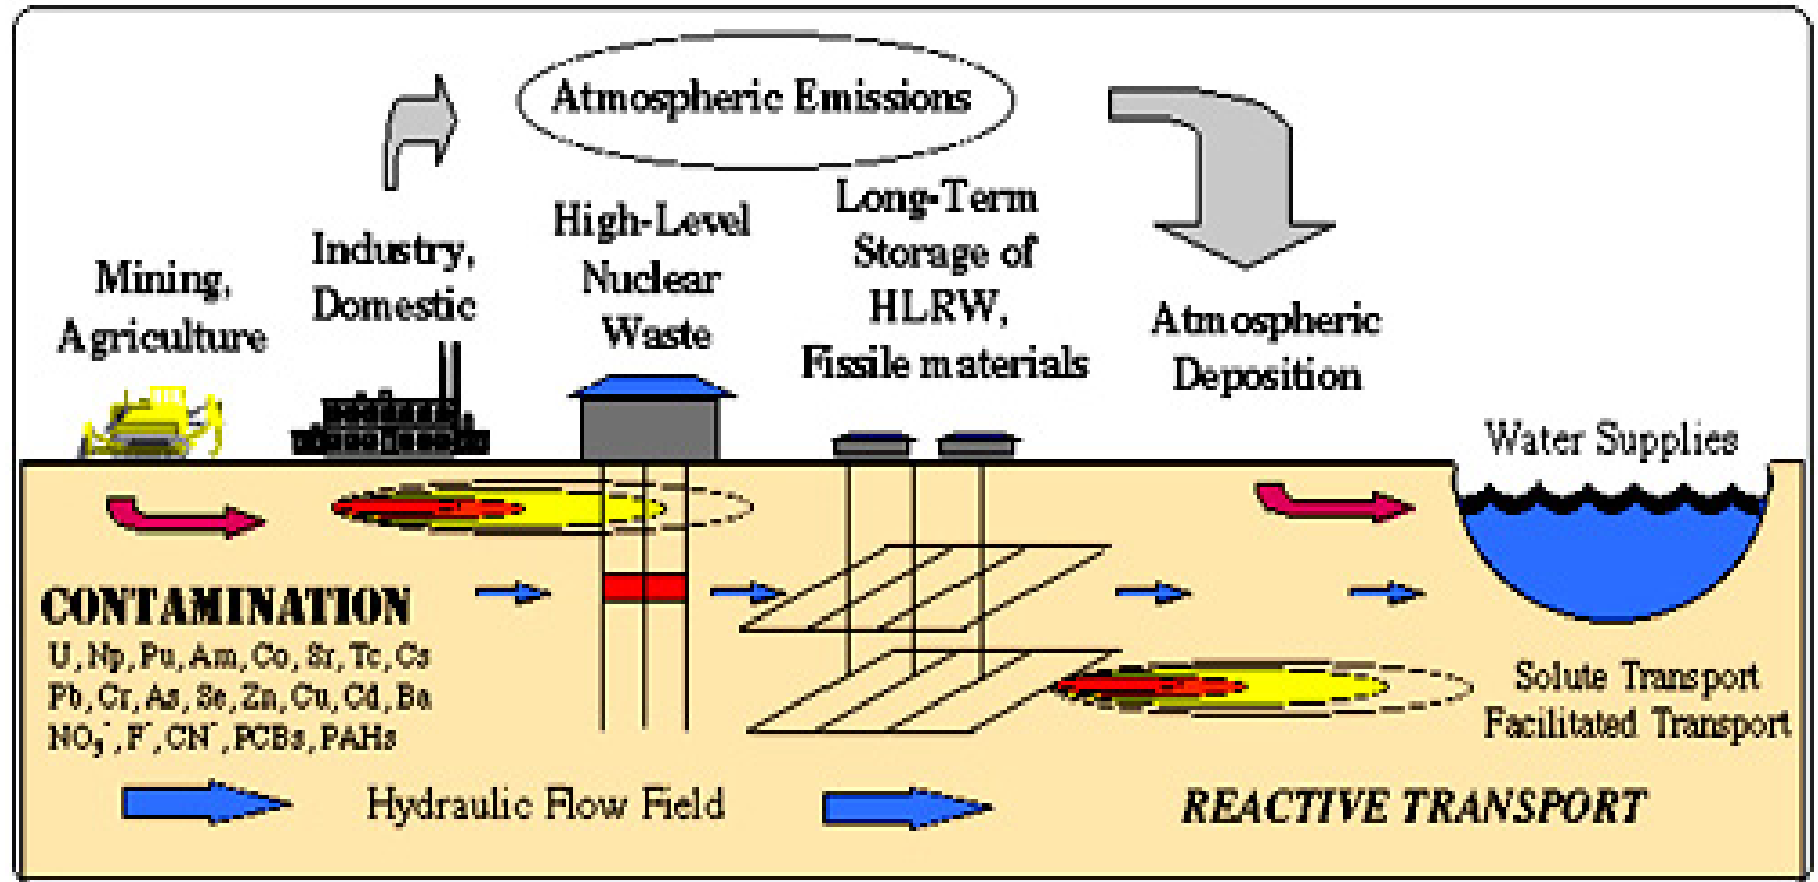 Atmospheric Emissions
Mining,
Agriculture
Industry,
Domestic
High-Level
Nuclear
Waste
Long-Term
Storage of
HLRW,
Fissile materials
Atmospheric
Deposition
Water Supplies
CONTAMINATION
U, Np, Pu, Am, Co, Sr, Tc, Cs
Pb, Cr, As, Se, Zn, Cu, Cd, Ba
NO₃⁻, F⁻, CN⁻, PCBs, PAHs
Solute Transport
Facilitated Transport
Hydraulic Flow Field
REACTIVE TRANSPORT